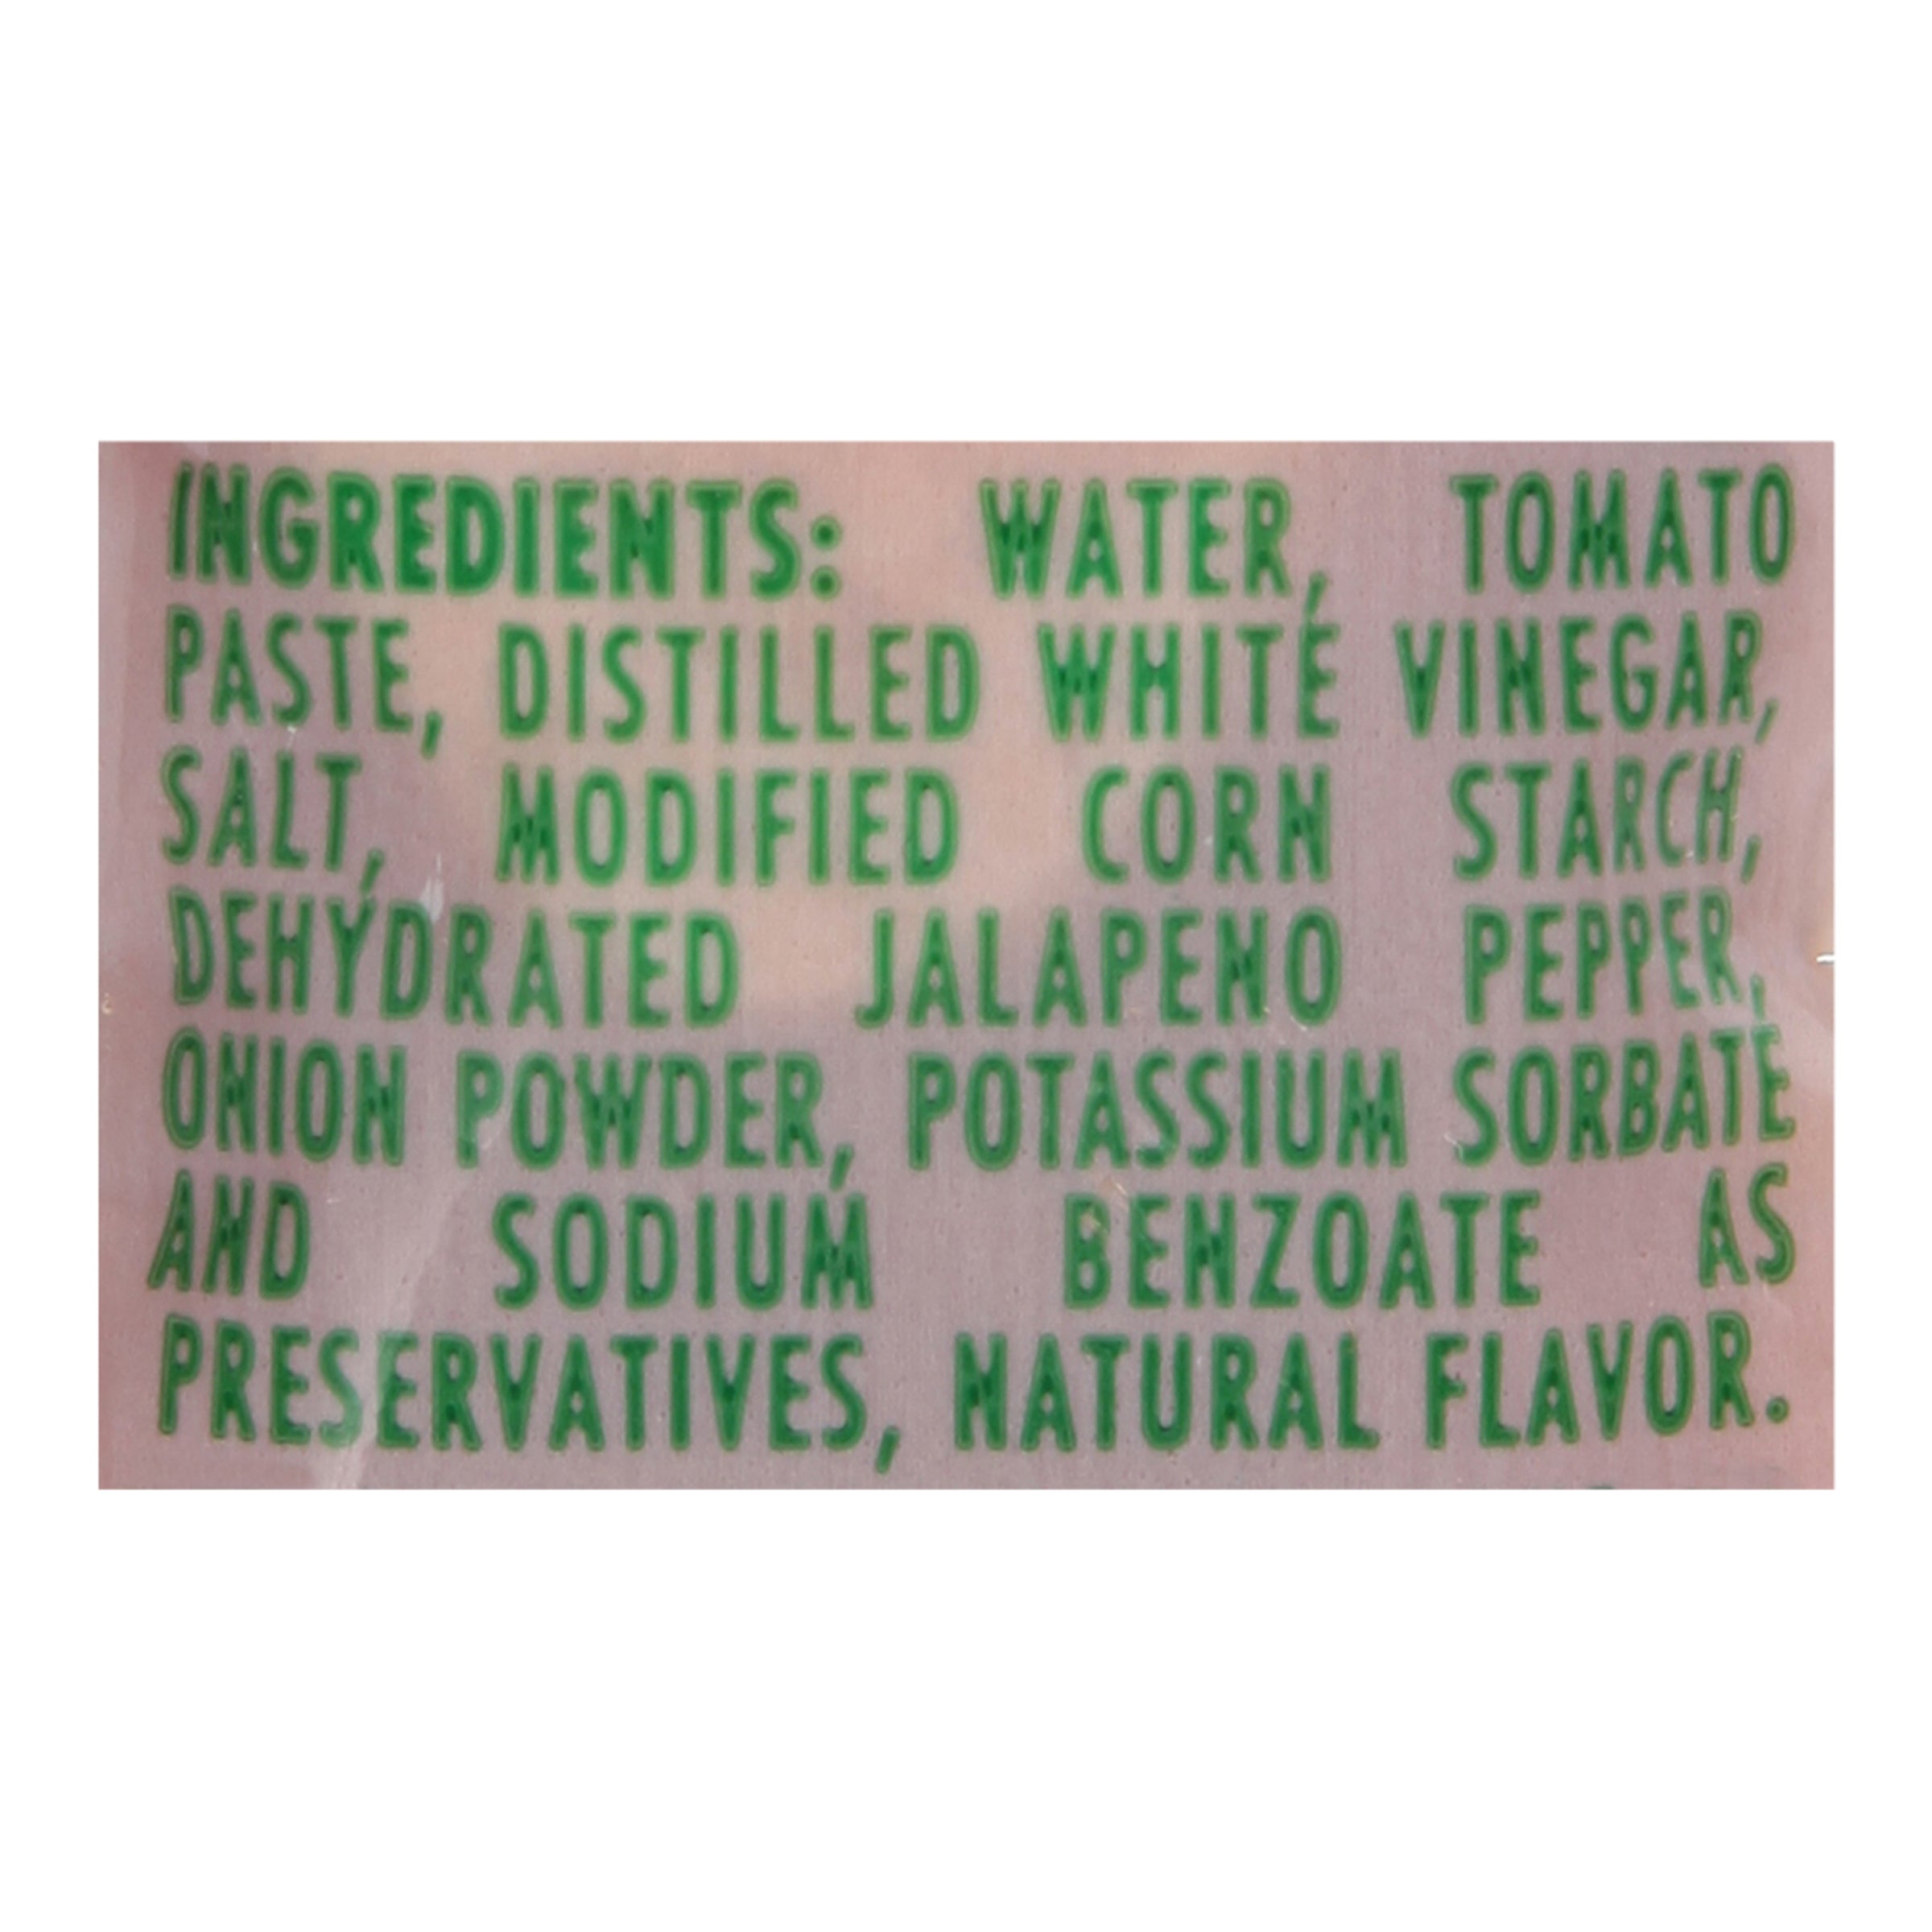 INGREDIENTS: WATER, TOMATO
PASTE, DISTILLED WHITE VINEGAR,
SALT, MODIFIED CORN STARCH,
DEHYDRATED JALAPENO PEPPER,
ONION POWDER, POTASSIUM SORBATE
AND SODIUM BENZOATE AS
PRESERVATIVES, NATURAL FLAVOR.